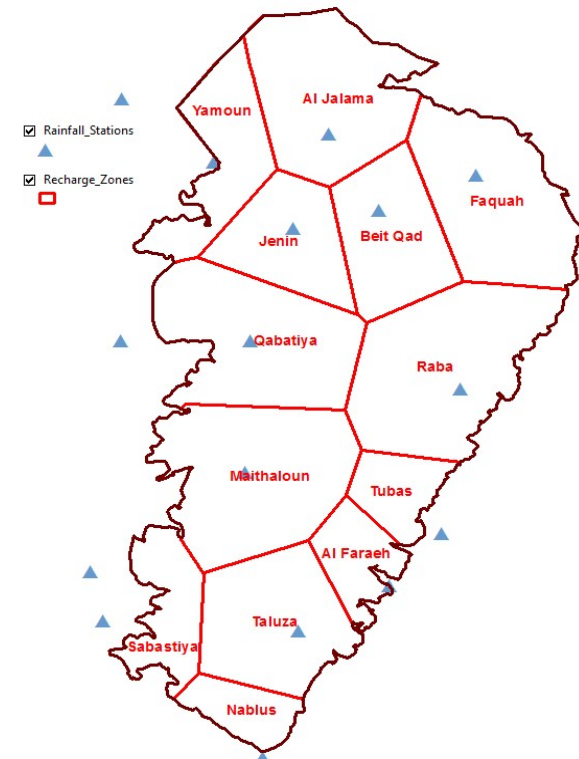 Rainfall_Stations
Recharge_Zones
Al Jalama
Yamoun
Faquah
Jenin
Beit Qad
Qabatiya
Raba
Maithaloun
Tubas
Al Faraeh
Taluza
Sabastiya
Nablus